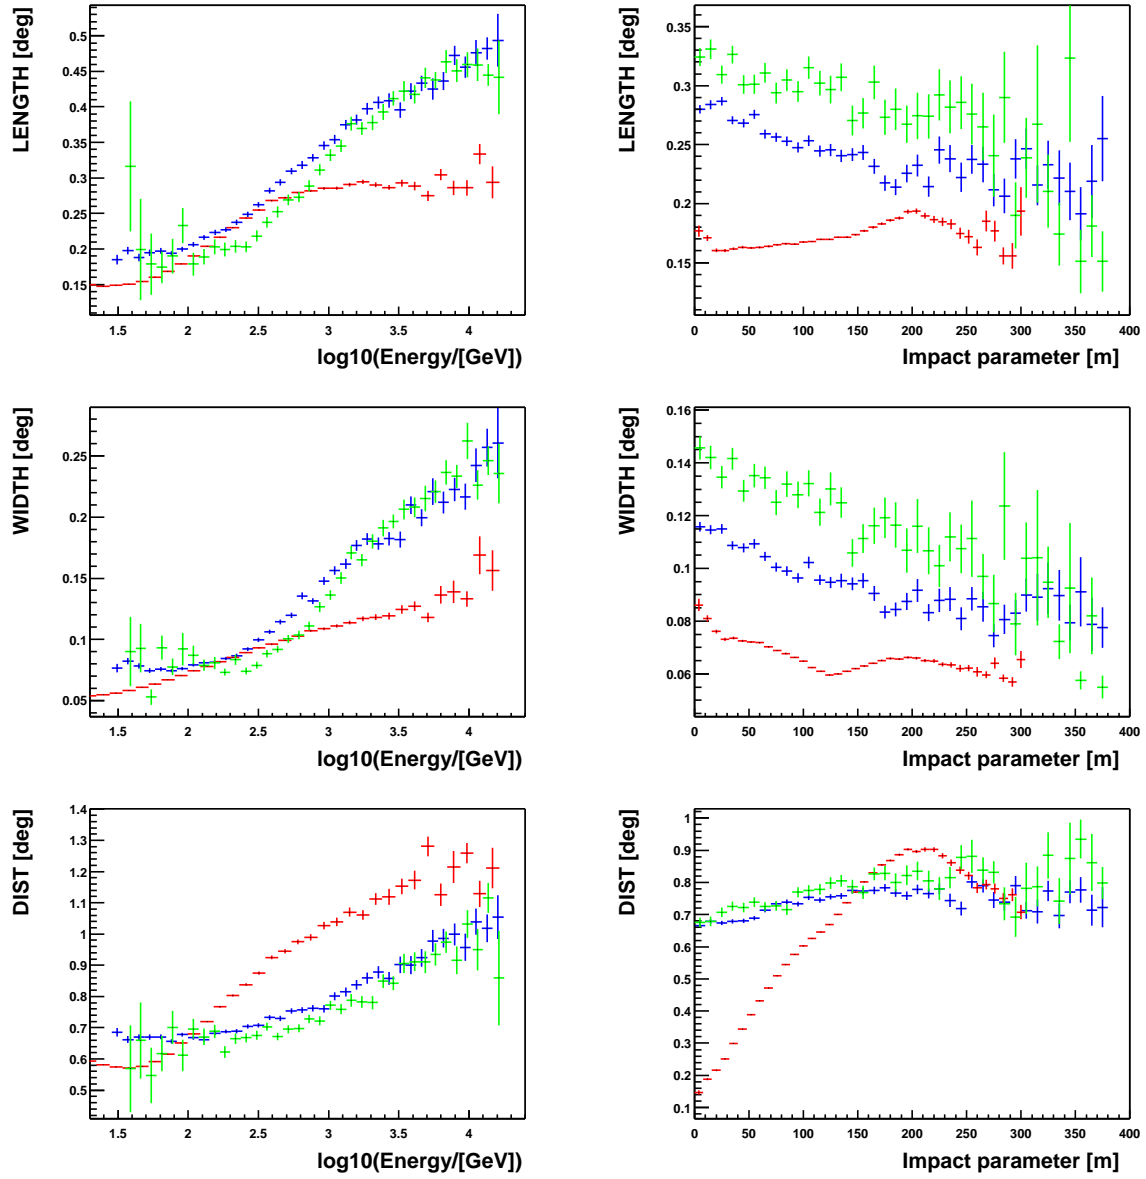 LENGTH [deg]
0.5
0.45
0.4
0.35
0.3
0.25
0.2
0.15
1.5 2 2.5 3 3.5 4
log10(Energy/[GeV])
LENGTH [deg]
0.35
0.3
0.25
0.2
0.15
0 50 100 150 200 250 300 350 400
Impact parameter [m]
WIDTH [deg]
0.25
0.2
0.15
0.1
0.05
1.5 2 2.5 3 3.5 4
log10(Energy/[GeV])
WIDTH [deg]
0.16
0.14
0.12
0.1
0.08
0.06
0 50 100 150 200 250 300 350 400
Impact parameter [m]
DIST [deg]
1.4
1.3
1.2
1.1
1
0.9
0.8
0.7
0.6
0.5
1.5 2 2.5 3 3.5 4
log10(Energy/[GeV])
DIST [deg]
1
0.9
0.8
0.7
0.6
0.5
0.4
0.3
0.2
0.1
0 50 100 150 200 250 300 350 400
Impact parameter [m]